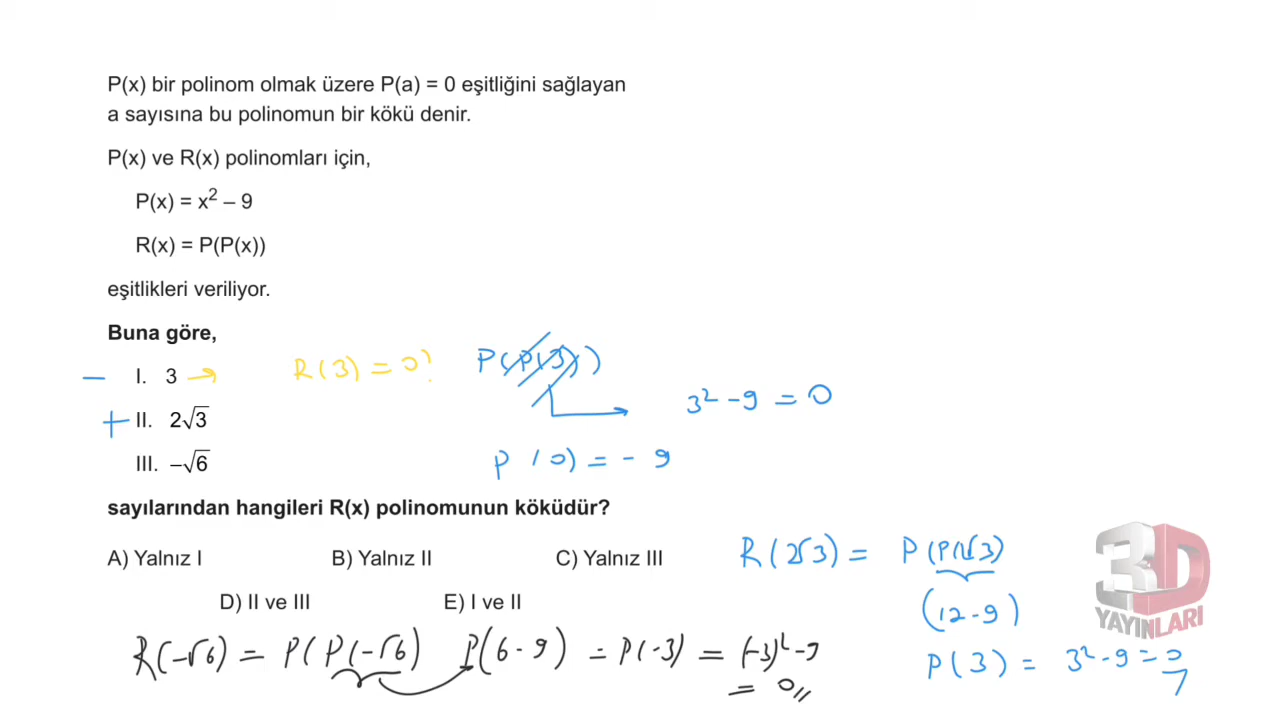 P(x) bir polinom olmak üzere P(a) = 0 eşitliğini sağlayan
a sayısına bu polinomun bir kökü denir.
P(x) ve R(x) polinomları için,
P(x) = x² – 9
R(x) = P(P(x))
eşitlikleri veriliyor.
Buna göre,
– I. 3 → R(3) = 0? P(P(3))
3² - 9 = 0
+ II. 2√3
III. –√6
P(0) = - 9
sayılarından hangileri R(x) polinomunun köküdür?
A) Yalnız I B) Yalnız II C) Yalnız III
D) II ve III E) I ve II
R(2√3) = P(P(2√3)
(12-9)
P(3) = 3² - 9 = 0
R(-√6) = P(P(-√6) P(6-9) = P(-3) = (-3)² - 9
= 0
3D
YAYINLARI